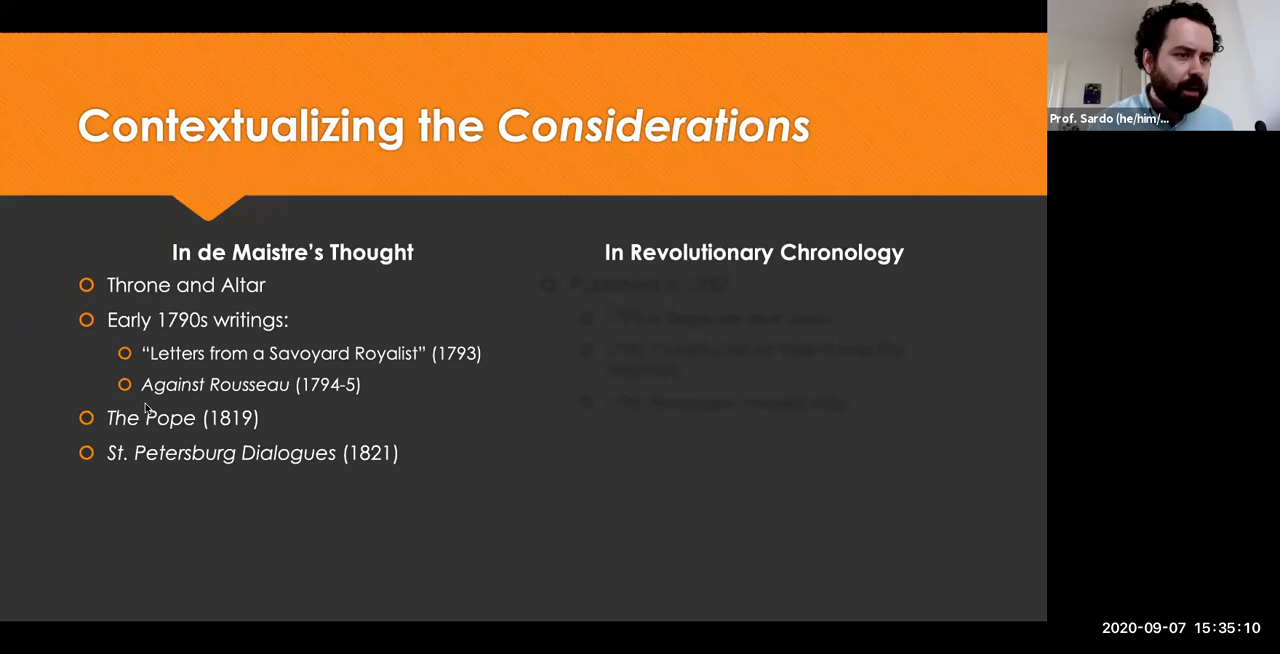 Contextualizing the Considerations
Prof. Sardo (he/him/...
In de Maistre’s Thought
Throne and Altar
Early 1790s writings:
“Letters from a Savoyard Royalist” (1793)
Against Rousseau (1794-5)
The Pope (1819)
St. Petersburg Dialogues (1821)
In Revolutionary Chronology
2020-09-07 15:35:10